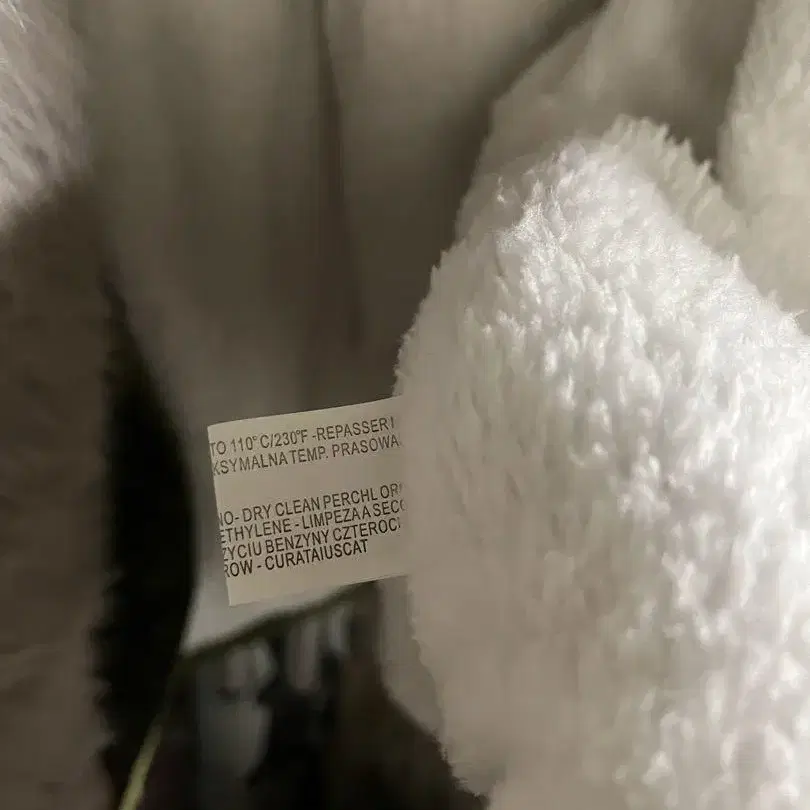 TO 110°C/230°F -REPASSER
KSYMALNA TEMP. PRASOWA
NO- DRY CLEAN PERCHL OR
ETHYLENE - LIMPEZA A SEC
ŻYCIU BENZYNY CZTEROC
ROW - CURATAIUSCAT